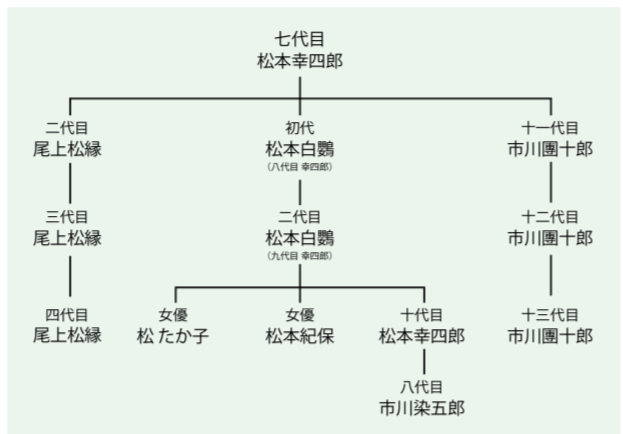 七代目
松本幸四郎
二代目
尾上松緑
初代
松本白鸚
(八代目 幸四郎)
十一代目
市川團十郎
三代目
尾上松緑
二代目
松本白鸚
(九代目 幸四郎)
十二代目
市川團十郎
四代目
尾上松緑
女優
松 たか子
女優
松本紀保
十代目
松本幸四郎
十三代目
市川團十郎
八代目
市川染五郎